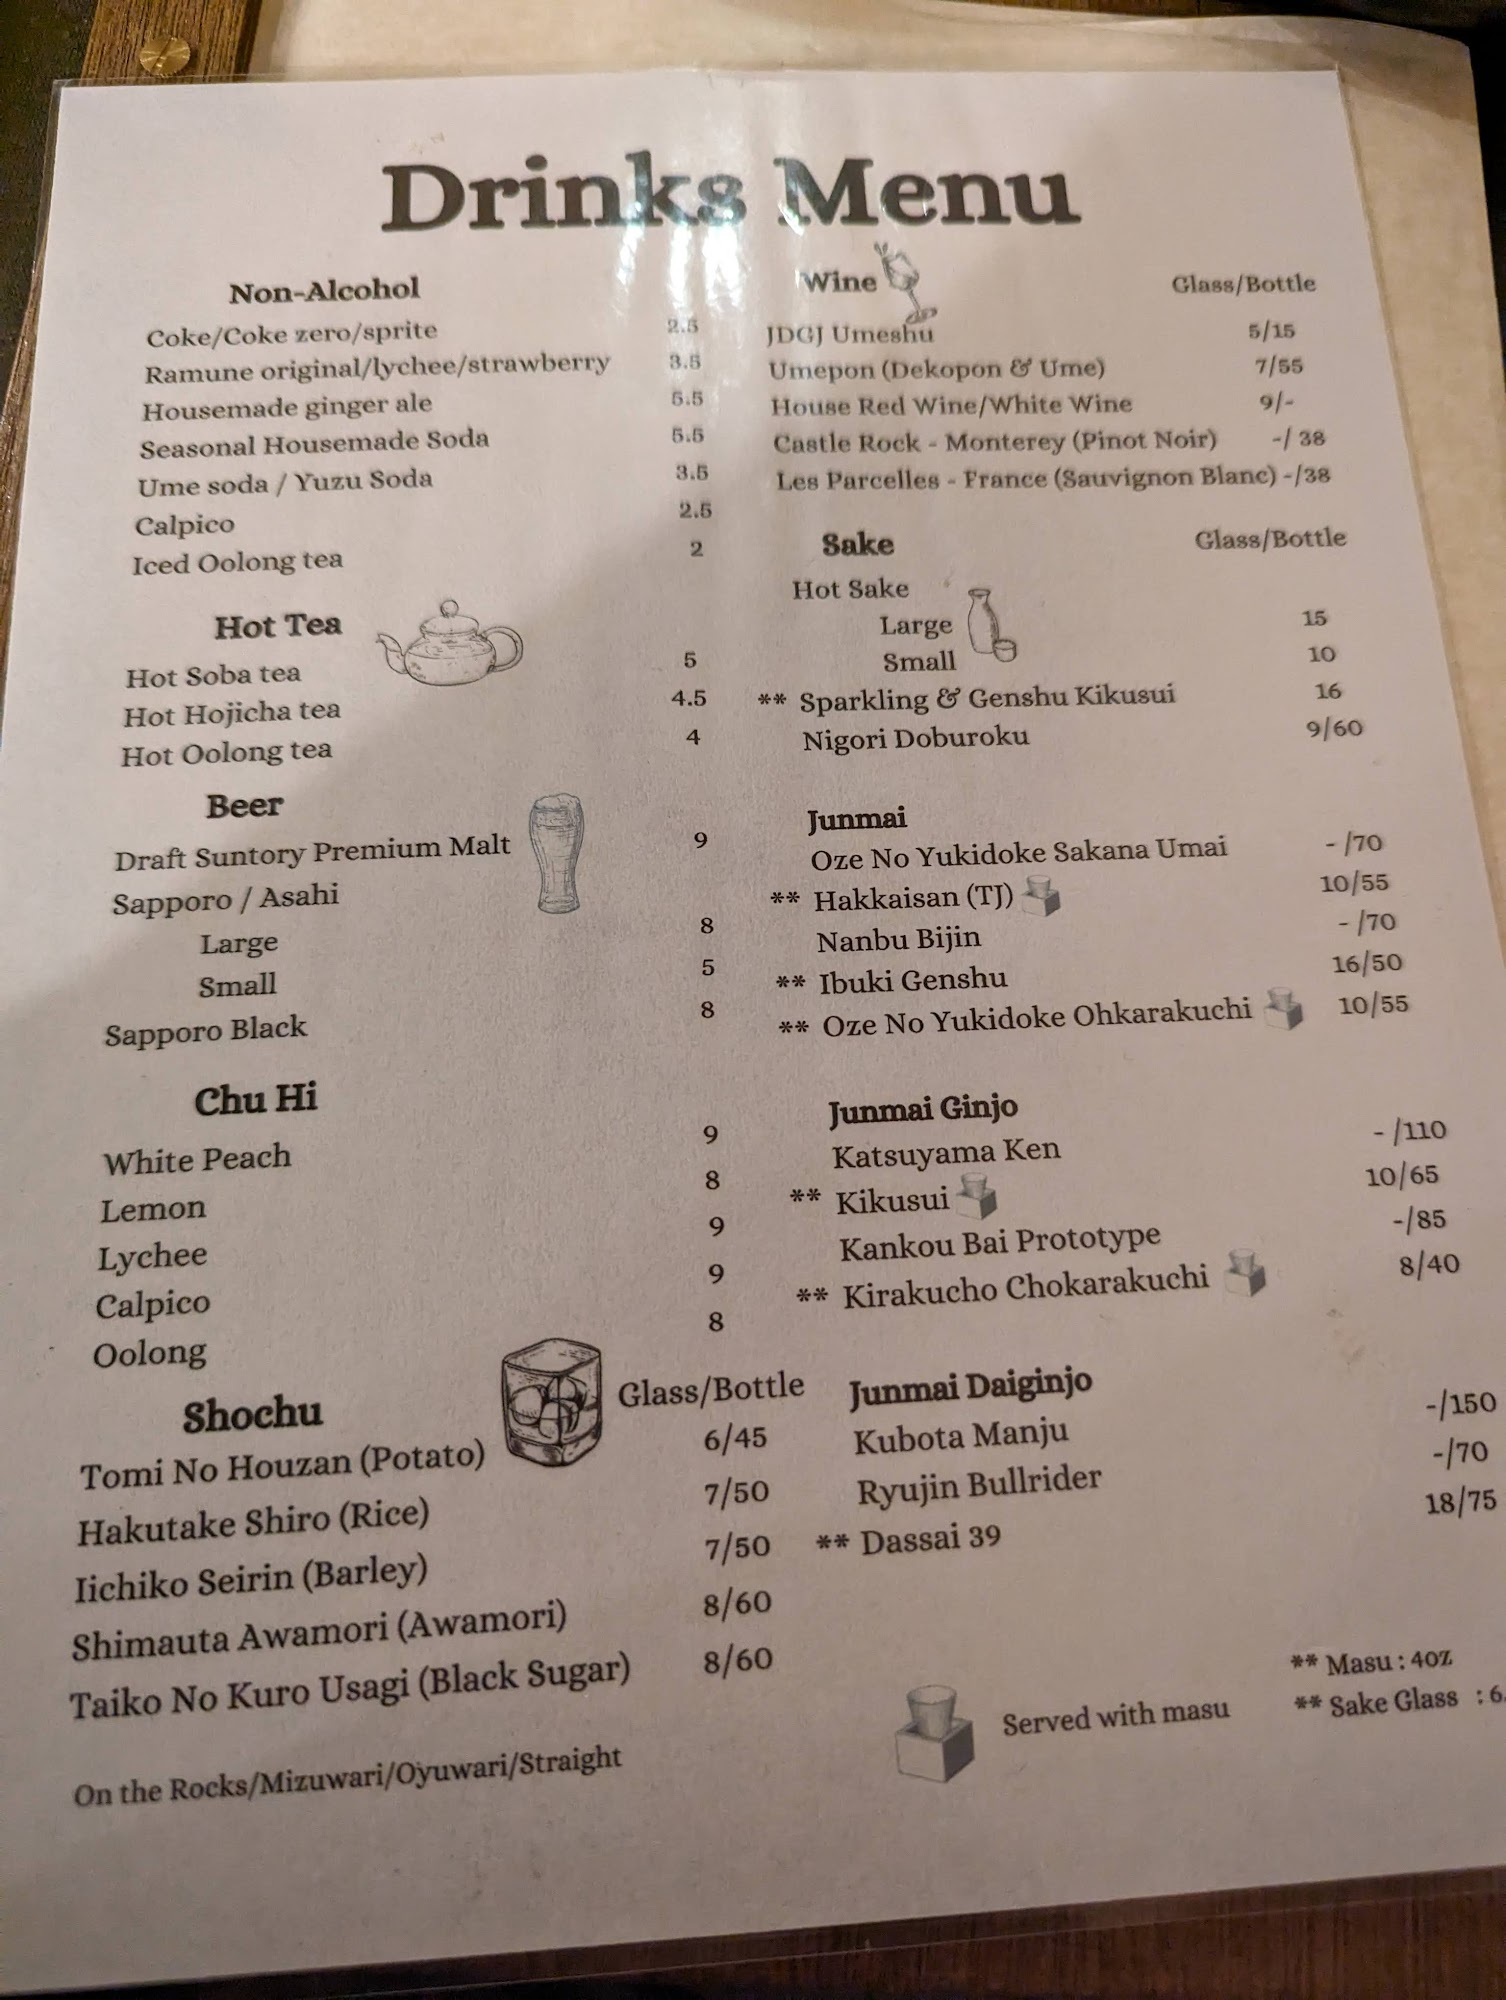 Drinks Menu
Non-Alcohol
Coke/Coke zero/sprite 2.5
Ramune original/lychee/strawberry 3.5
Housemade ginger ale 5.5
Seasonal Housemade Soda 5.5
Ume soda / Yuzu Soda 3.5
Calpico 2.5
Iced Oolong tea 2
Hot Tea
Hot Soba tea 5
Hot Hojicha tea 4.5
Hot Oolong tea 4
Beer
Draft Suntory Premium Malt 9
Sapporo / Asahi
Large 8
Small 5
Sapporo Black 8
Chu Hi
White Peach 9
Lemon 8
Lychee 9
Calpico 9
Oolong 8
Shochu Glass/Bottle
Tomi No Houzan (Potato) 6/45
Hakutake Shiro (Rice) 7/50
Iichiko Seirin (Barley) 7/50
Shimauta Awamori (Awamori) 8/60
Taiko No Kuro Usagi (Black Sugar) 8/60
On the Rocks/Mizuwari/Oyuwari/Straight
Wine Glass/Bottle
JDGJ Umeshu 5/15
Umepon (Dekopon & Ume) 7/55
House Red Wine/White Wine 9/-
Castle Rock - Monterey (Pinot Noir) -/ 38
Les Parcelles - France (Sauvignon Blanc) -/38
Sake Glass/Bottle
Hot Sake
Large 15
Small 10
** Sparkling & Genshu Kikusui 16
Nigori Doburoku 9/60
Junmai
Oze No Yukidoke Sakana Umai - /70
** Hakkaisan (TJ) 10/55
Nanbu Bijin - /70
** Ibuki Genshu 16/50
** Oze No Yukidoke Ohkarakuchi 10/55
Junmai Ginjo
Katsuyama Ken - /110
** Kikusui 10/65
Kankou Bai Prototype -/85
** Kirakucho Chokarakuchi 8/40
Junmai Daiginjo
Kubota Manju -/150
Ryujin Bullrider -/70
** Dassai 39 18/75
Served with masu
** Masu : 4oz
** Sake Glass : 6